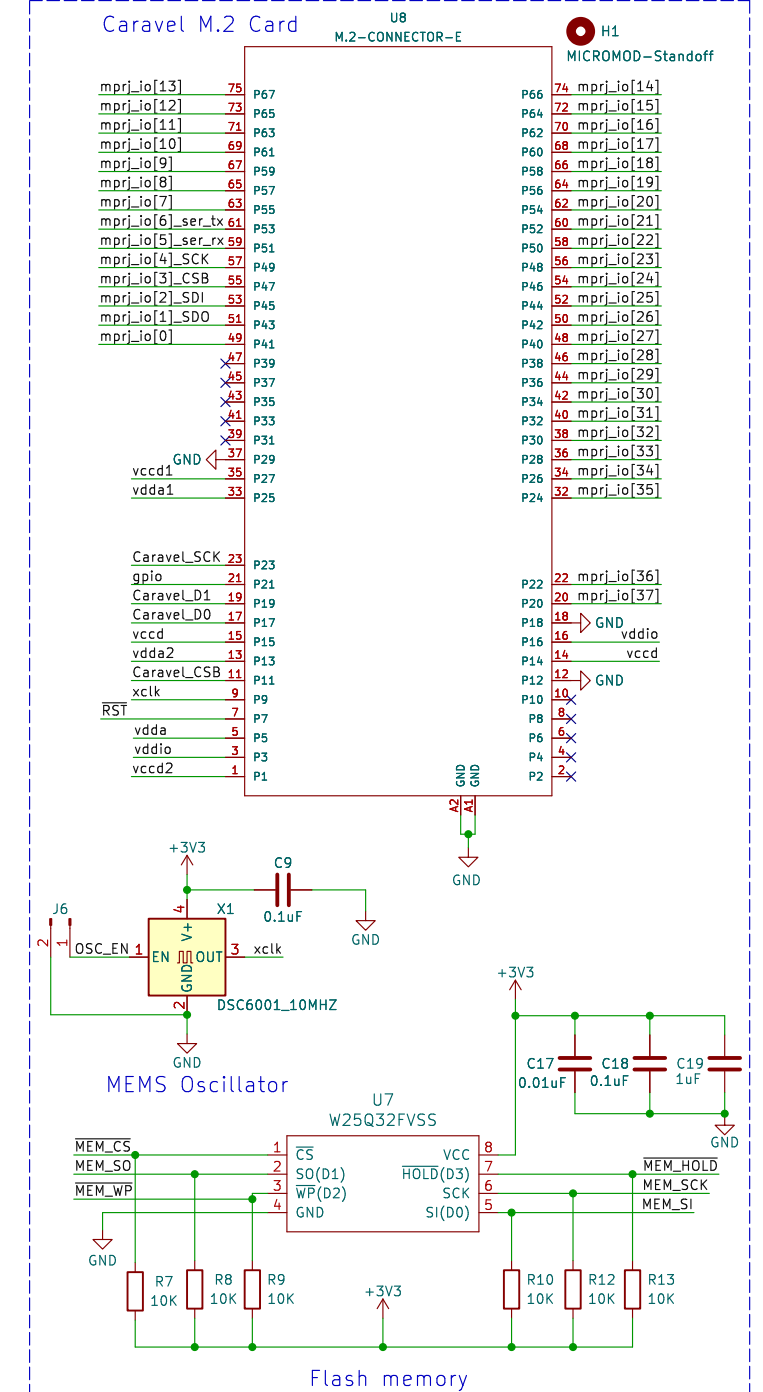 Caravel M.2 Card
U8
M.2-CONNECTOR-E
H1
MICROMOD-Standoff
mprj_io[13] 75 P67 P66 74 mprj_io[14]
mprj_io[12] 73 P65 P64 72 mprj_io[15]
mprj_io[11] 71 P63 P62 70 mprj_io[16]
mprj_io[10] 69 P61 P60 68 mprj_io[17]
mprj_io[9] 67 P59 P58 66 mprj_io[18]
mprj_io[8] 65 P57 P56 64 mprj_io[19]
mprj_io[7] 63 P55 P54 62 mprj_io[20]
mprj_io[6]_ser_tx 61 P53 P52 60 mprj_io[21]
mprj_io[5]_ser_rx 59 P51 P50 58 mprj_io[22]
mprj_io[4]_SCK 57 P49 P48 56 mprj_io[23]
mprj_io[3]_CSB 55 P47 P46 54 mprj_io[24]
mprj_io[2]_SDI 53 P45 P44 52 mprj_io[25]
mprj_io[1]_SDO 51 P43 P42 50 mprj_io[26]
mprj_io[0] 49 P41 P40 48 mprj_io[27]
47 P39 P38 46 mprj_io[28]
45 P37 P36 44 mprj_io[29]
43 P35 P34 42 mprj_io[30]
41 P33 P32 40 mprj_io[31]
39 P31 P30 38 mprj_io[32]
GND 37 P29 P28 36 mprj_io[33]
vccd1 35 P27 P26 34 mprj_io[34]
vdda1 33 P25 P24 32 mprj_io[35]
Caravel_SCK 23 P23
gpio 21 P21 P22 22 mprj_io[36]
Caravel_D1 19 P19 P20 20 mprj_io[37]
Caravel_D0 17 P17 P18 18 GND
vccd 15 P15 P16 16 vddio
vdda2 13 P13 P14 14 vccd
Caravel_CSB 11 P11 P12 12 GND
xclk 9 P9 P10 10
RST 7 P7 P8 8
vdda 5 P5 P6 6
vddio 3 P3 P4 4
vccd2 1 P1 P2 2
GND GND
A2 A1
GND
+3V3
C9
0.1uF
GND
J6
2 1
OSC_EN
X1
4
V+
1 EN OUT 3 xclk
GND
2
DSC6001_10MHZ
GND
MEMS Oscillator
+3V3
C17 0.01uF
C18 0.1uF
C19 1uF
GND
U7
W25Q32FVSS
MEM_CS 1 CS VCC 8
MEM_SO 2 SO(D1) HOLD(D3) 7 MEM_HOLD
MEM_WP 3 WP(D2) SCK 6 MEM_SCK
4 GND SI(D0) 5 MEM_SI
GND
R7 10K
R8 10K
R9 10K
+3V3
R10 10K
R12 10K
R13 10K
Flash memory